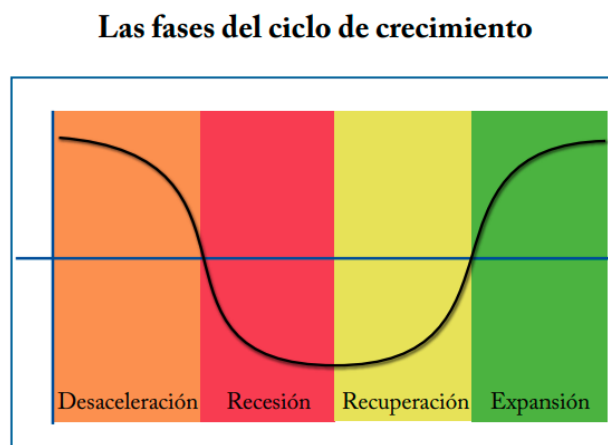 Las fases del ciclo de crecimiento
Desaceleración Recesión Recuperación Expansión